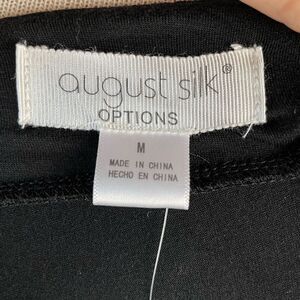 august silk®
OPTIONS
M
MADE IN CHINA
HECHO EN CHINA